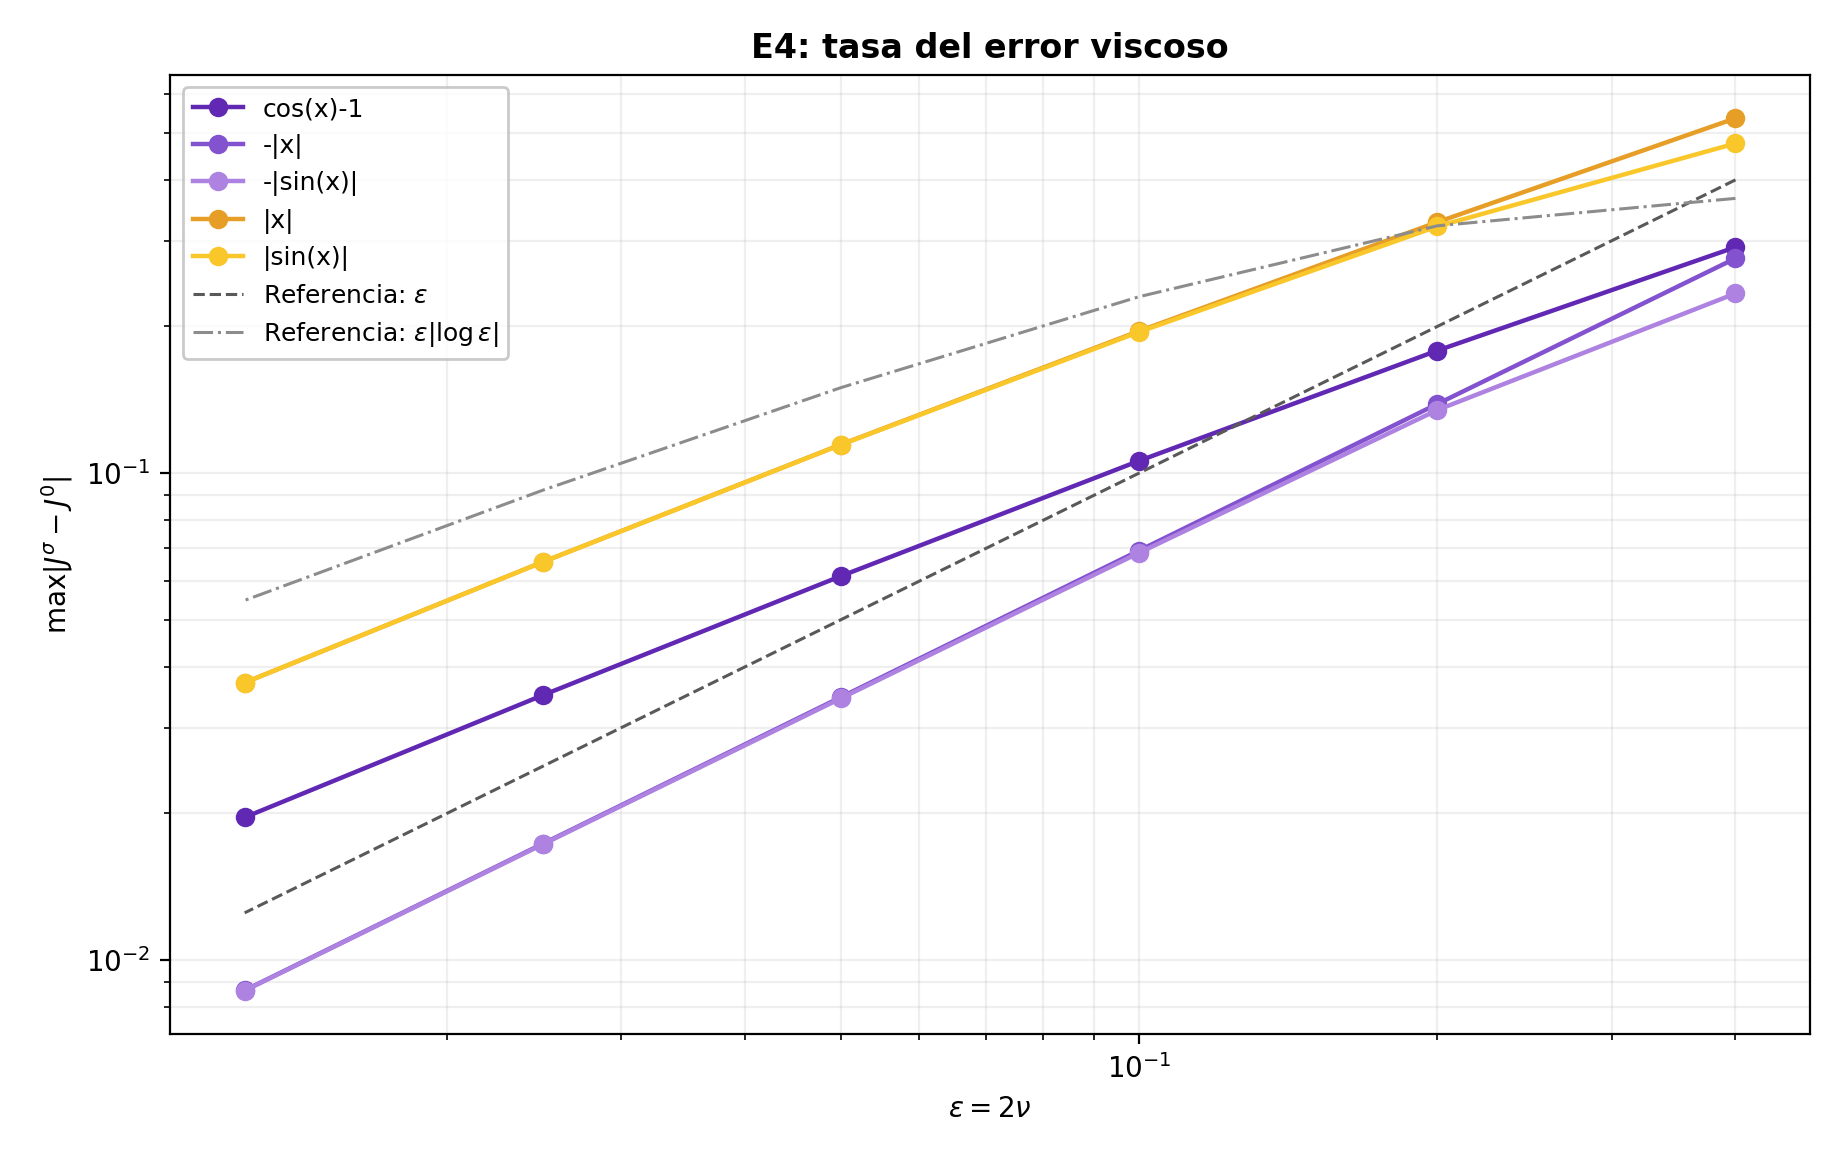 E4: tasa del error viscoso
cos(x)-1
-|x|
-|sin(x)|
|x|
|sin(x)|
Referencia: ε
Referencia: ε|log ε|
max|J^σ − J^0|
10^−1
10^−2
10^−1
ε = 2ν